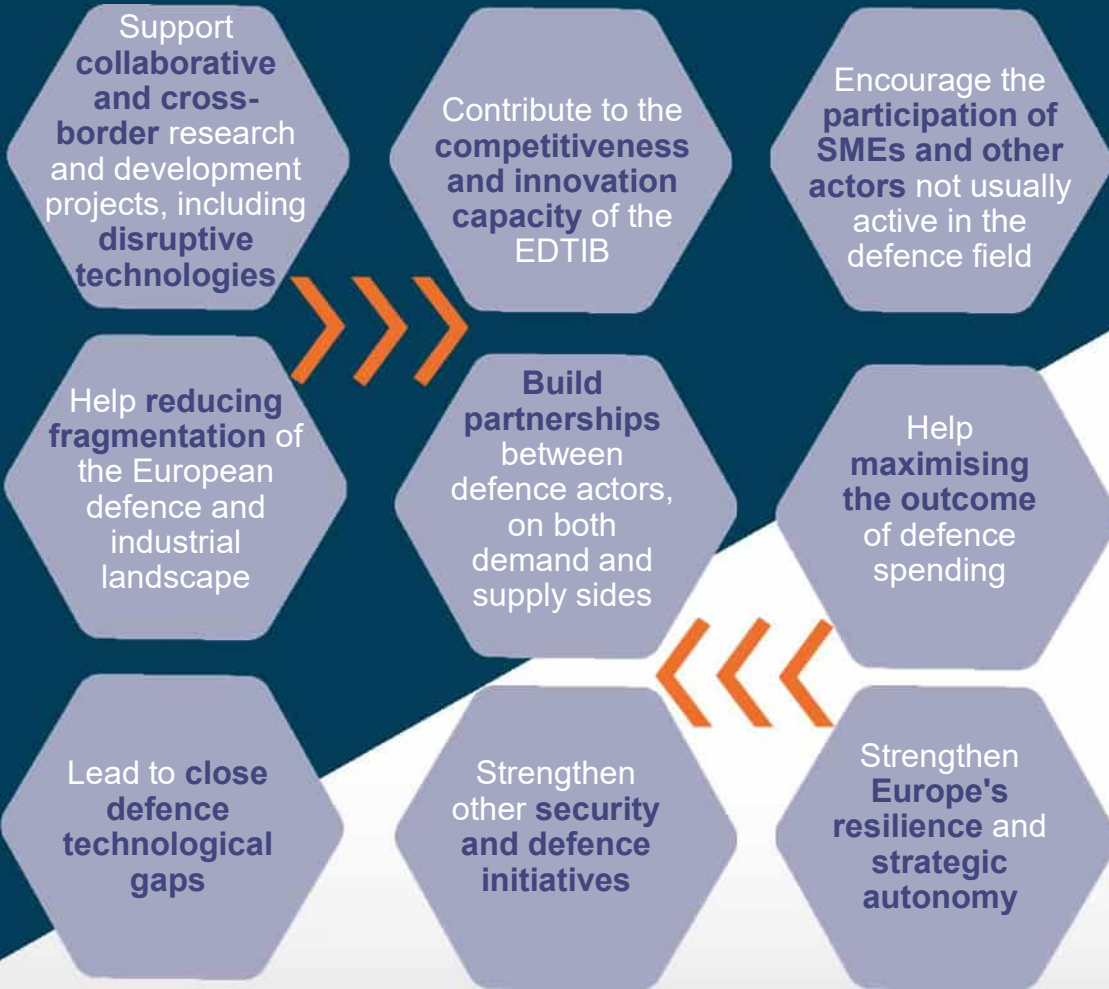 Support
collaborative
and cross-
border research
and development
projects, including
disruptive
technologies
Contribute to the
competitiveness
and innovation
capacity of the
EDTIB
Encourage the
participation of
SMEs and other
actors not usually
active in the
defence field
Help reducing
fragmentation of
the European
defence and
industrial
landscape
Build
partnerships
between
defence actors,
on both
demand and
supply sides
Help
maximising
the outcome
of defence
spending
Lead to close
defence
technological
gaps
Strengthen
other security
and defence
initiatives
Strengthen
Europe's
resilience and
strategic
autonomy